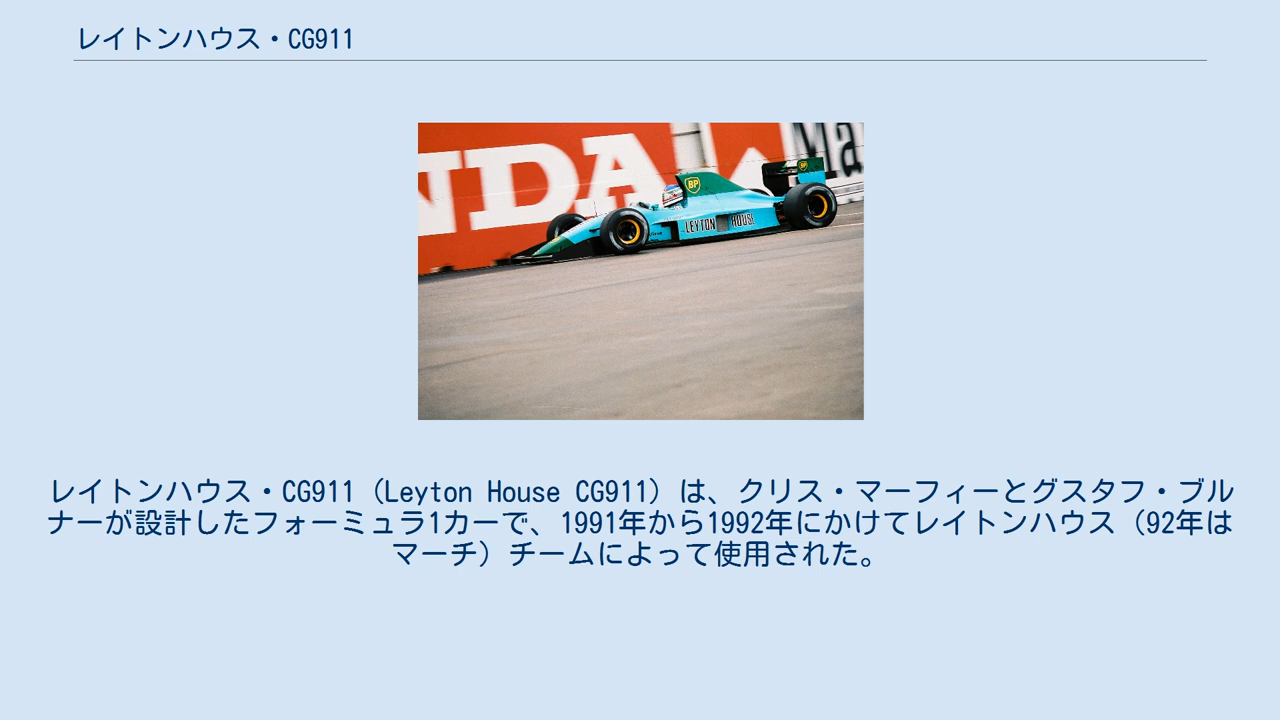 レイトンハウス・CG911
NDA
Ma
BP
BP
LEYTON HOUSE
レイトンハウス・CG911（Leyton House CG911）は、クリス・マーフィーとグスタフ・ブル
ナーが設計したフォーミュラ1カーで、1991年から1992年にかけてレイトンハウス（92年は
マーチ）チームによって使用された。